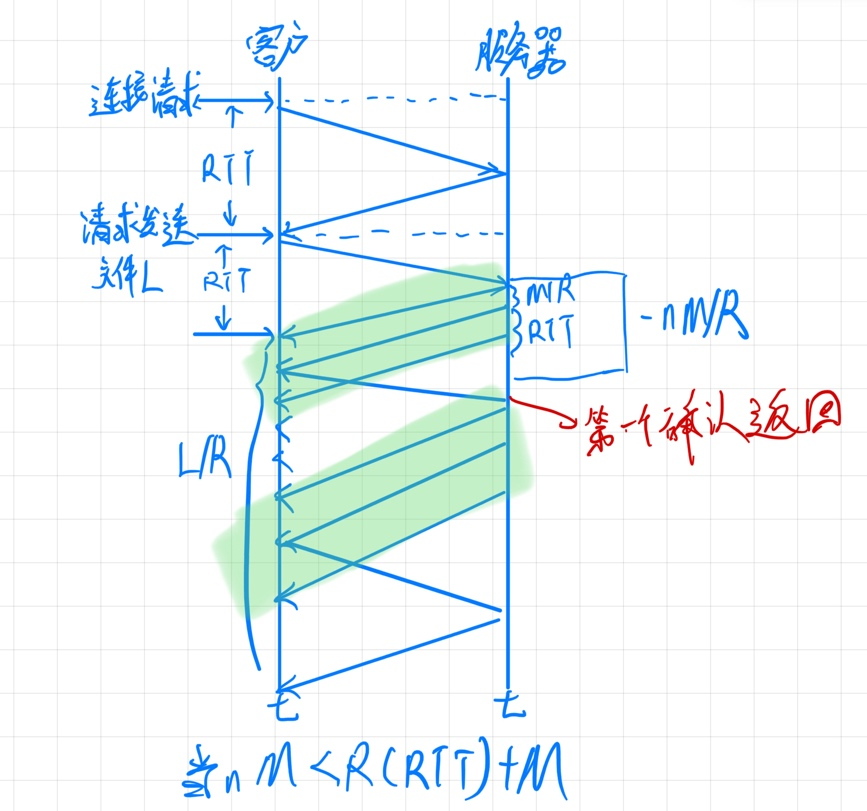 客户 服务器
连接请求
RTT
请求发送
文件L
RTT
M/R
RTT
- nM/R
第一个确认返回
L/R
t t
当n M < R(RTT)+M